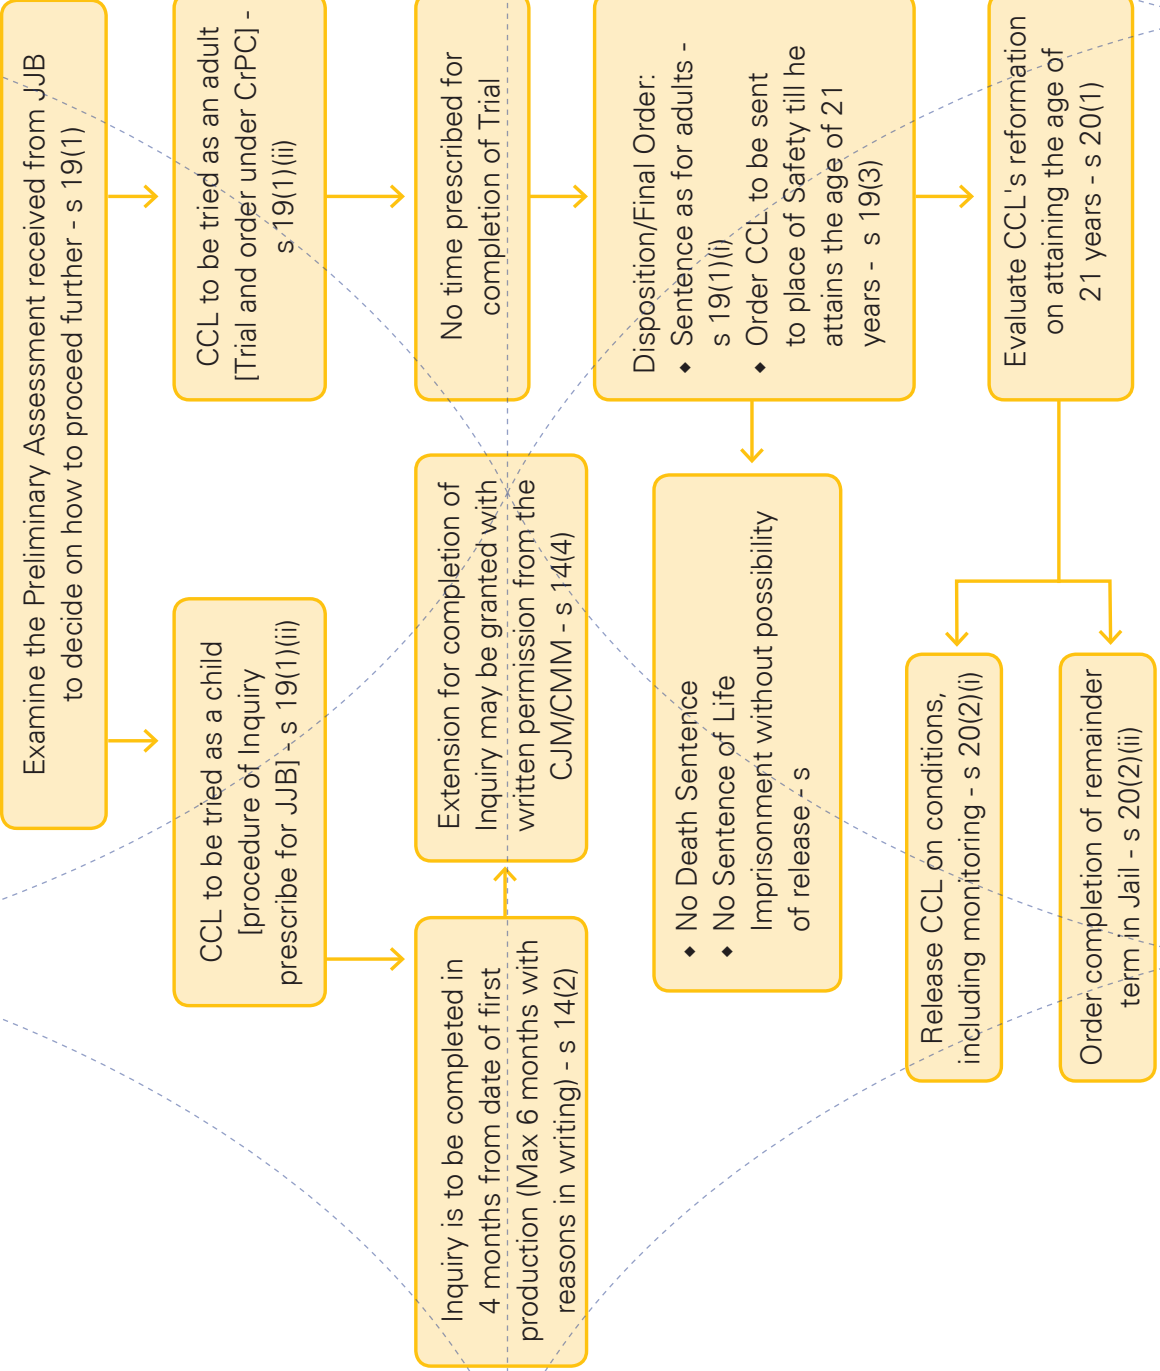 Examine the Preliminary Assessment received from JJB
to decide on how to proceed further - s 19(1)
CCL to be tried as a child
[procedure of Inquiry
prescribe for JJB] - s 19(1)(ii)
CCL to be tried as an adult
[Trial and order under CrPC] -
s 19(1)(ii)
Inquiry is to be completed in
4 months from date of first
production (Max 6 months with
reasons in writing) - s 14(2)
Extension for completion of
Inquiry may be granted with
written permission from the
CJM/CMM - s 14(4)
No time prescribed for
completion of Trial
Disposition/Final Order:
◆ Sentence as for adults -
s 19(1)(i)
◆ Order CCL to be sent
to place of Safety till he
attains the age of 21
years - s 19(3)
◆ No Death Sentence
◆ No Sentence of Life
Imprisonment without possibility
of release - s
Evaluate CCL's reformation
on attaining the age of
21 years - s 20(1)
Release CCL on conditions,
including monitoring - s 20(2)(i)
Order completion of remainder
term in Jail - s 20(2)(ii)